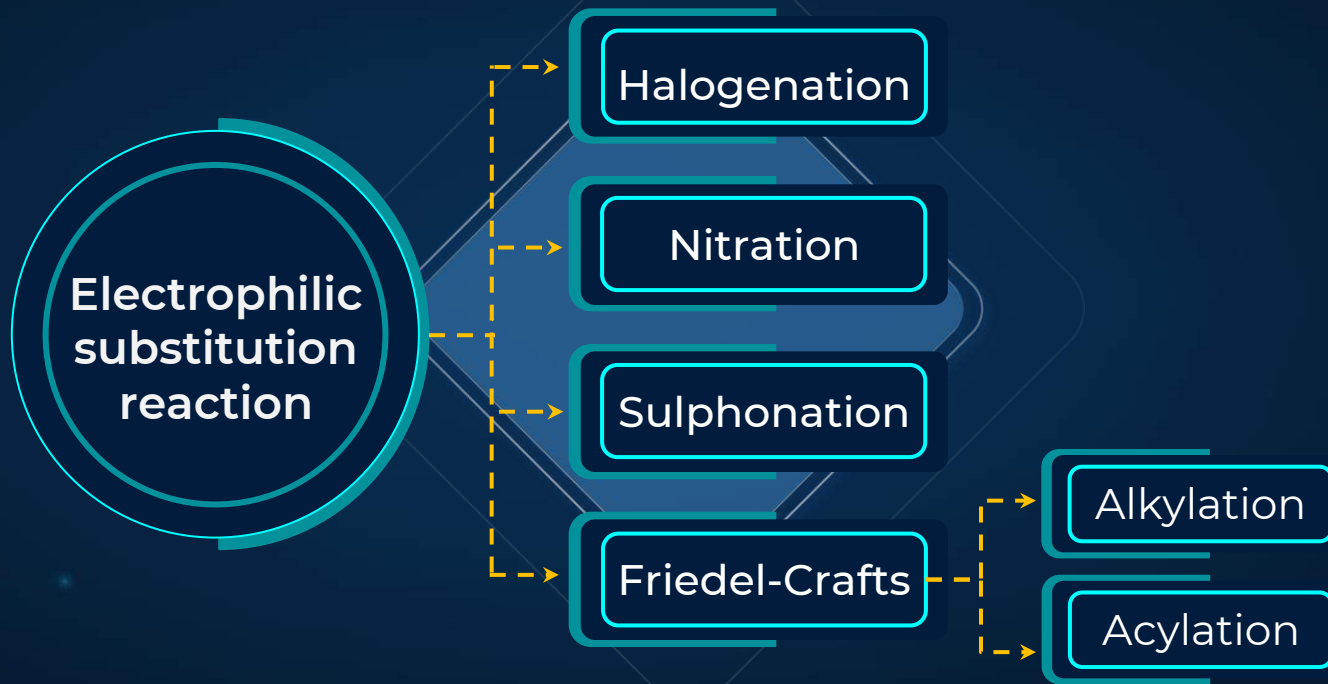 Electrophilic
substitution
reaction
Halogenation
Nitration
Sulphonation
Friedel-Crafts
Alkylation
Acylation